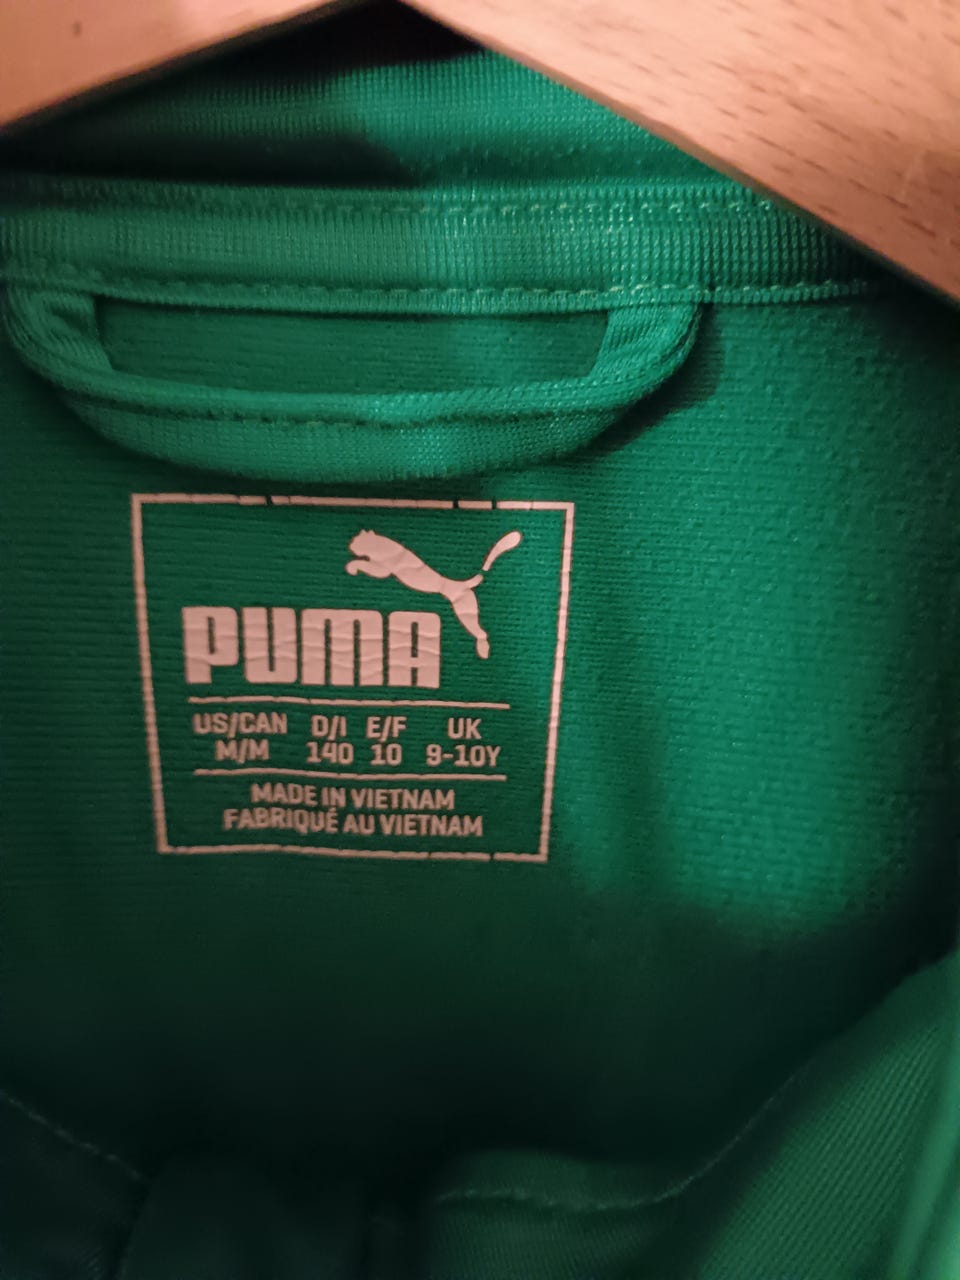 PUMA
US/CAN D/I E/F UK
M/M 140 10 9-10Y
MADE IN VIETNAM
FABRIQUÉ AU VIETNAM